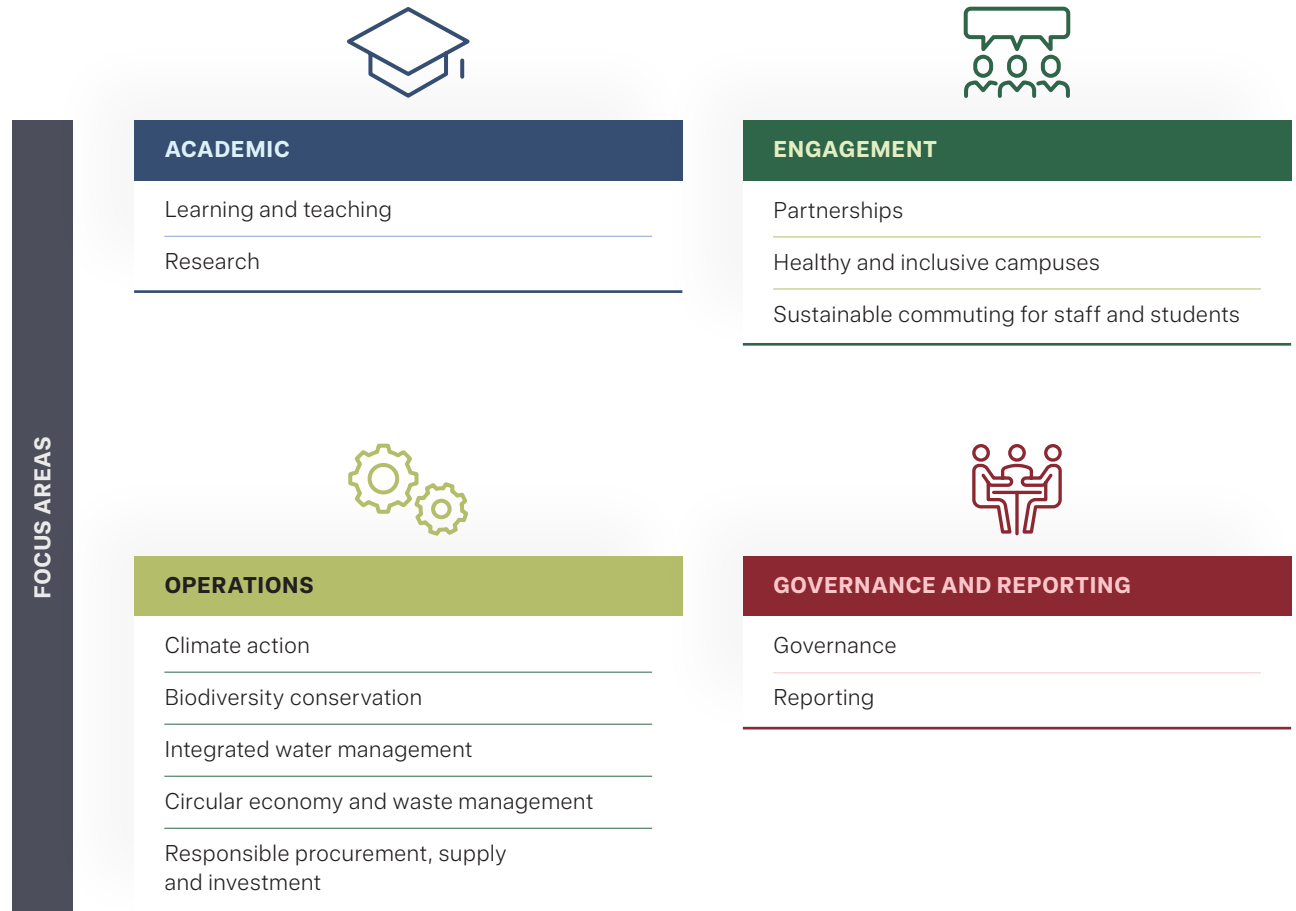 FOCUS AREAS
ACADEMIC
Learning and teaching
Research
ENGAGEMENT
Partnerships
Healthy and inclusive campuses
Sustainable commuting for staff and students
OPERATIONS
Climate action
Biodiversity conservation
Integrated water management
Circular economy and waste management
Responsible procurement, supply
and investment
GOVERNANCE AND REPORTING
Governance
Reporting